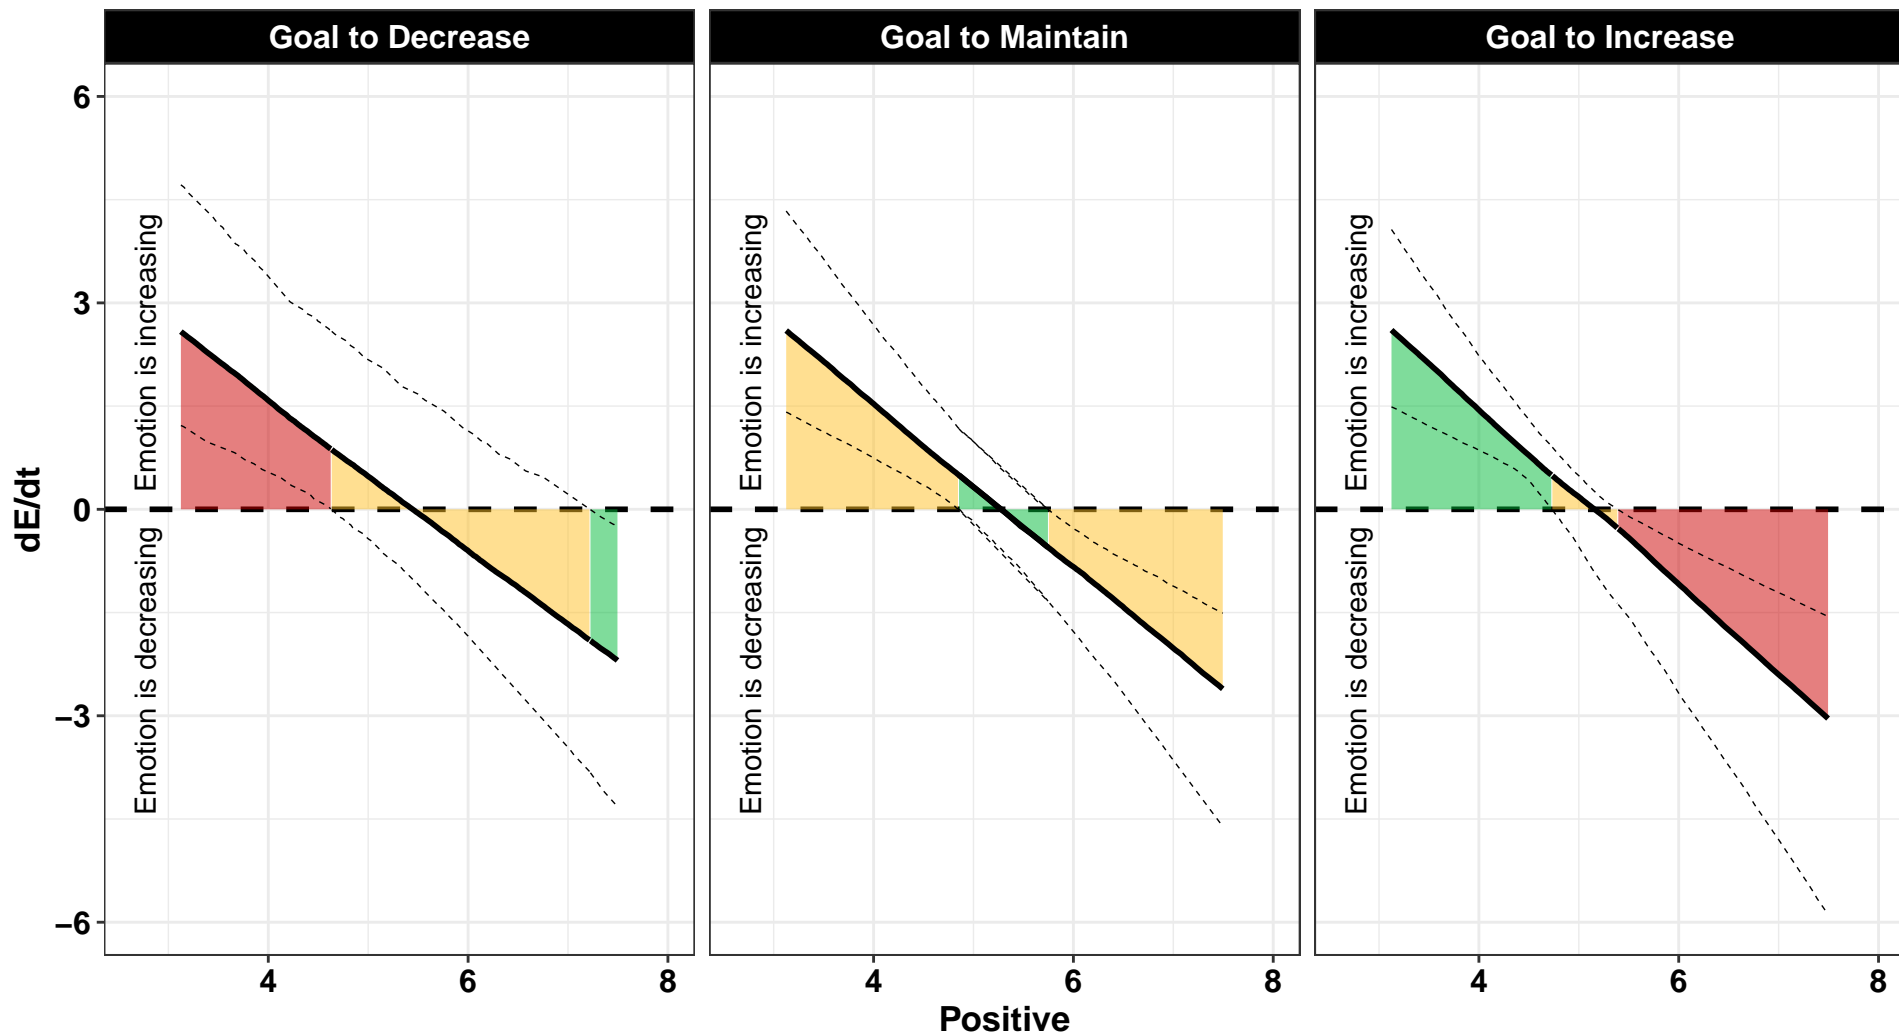 Goal to Decrease
Goal to Maintain
Goal to Increase
6
3
0
−3
−6
dE/dt
Emotion is increasing
Emotion is decreasing
Emotion is increasing
Emotion is decreasing
Emotion is increasing
Emotion is decreasing
4
6
8
4
6
8
4
6
8
Positive